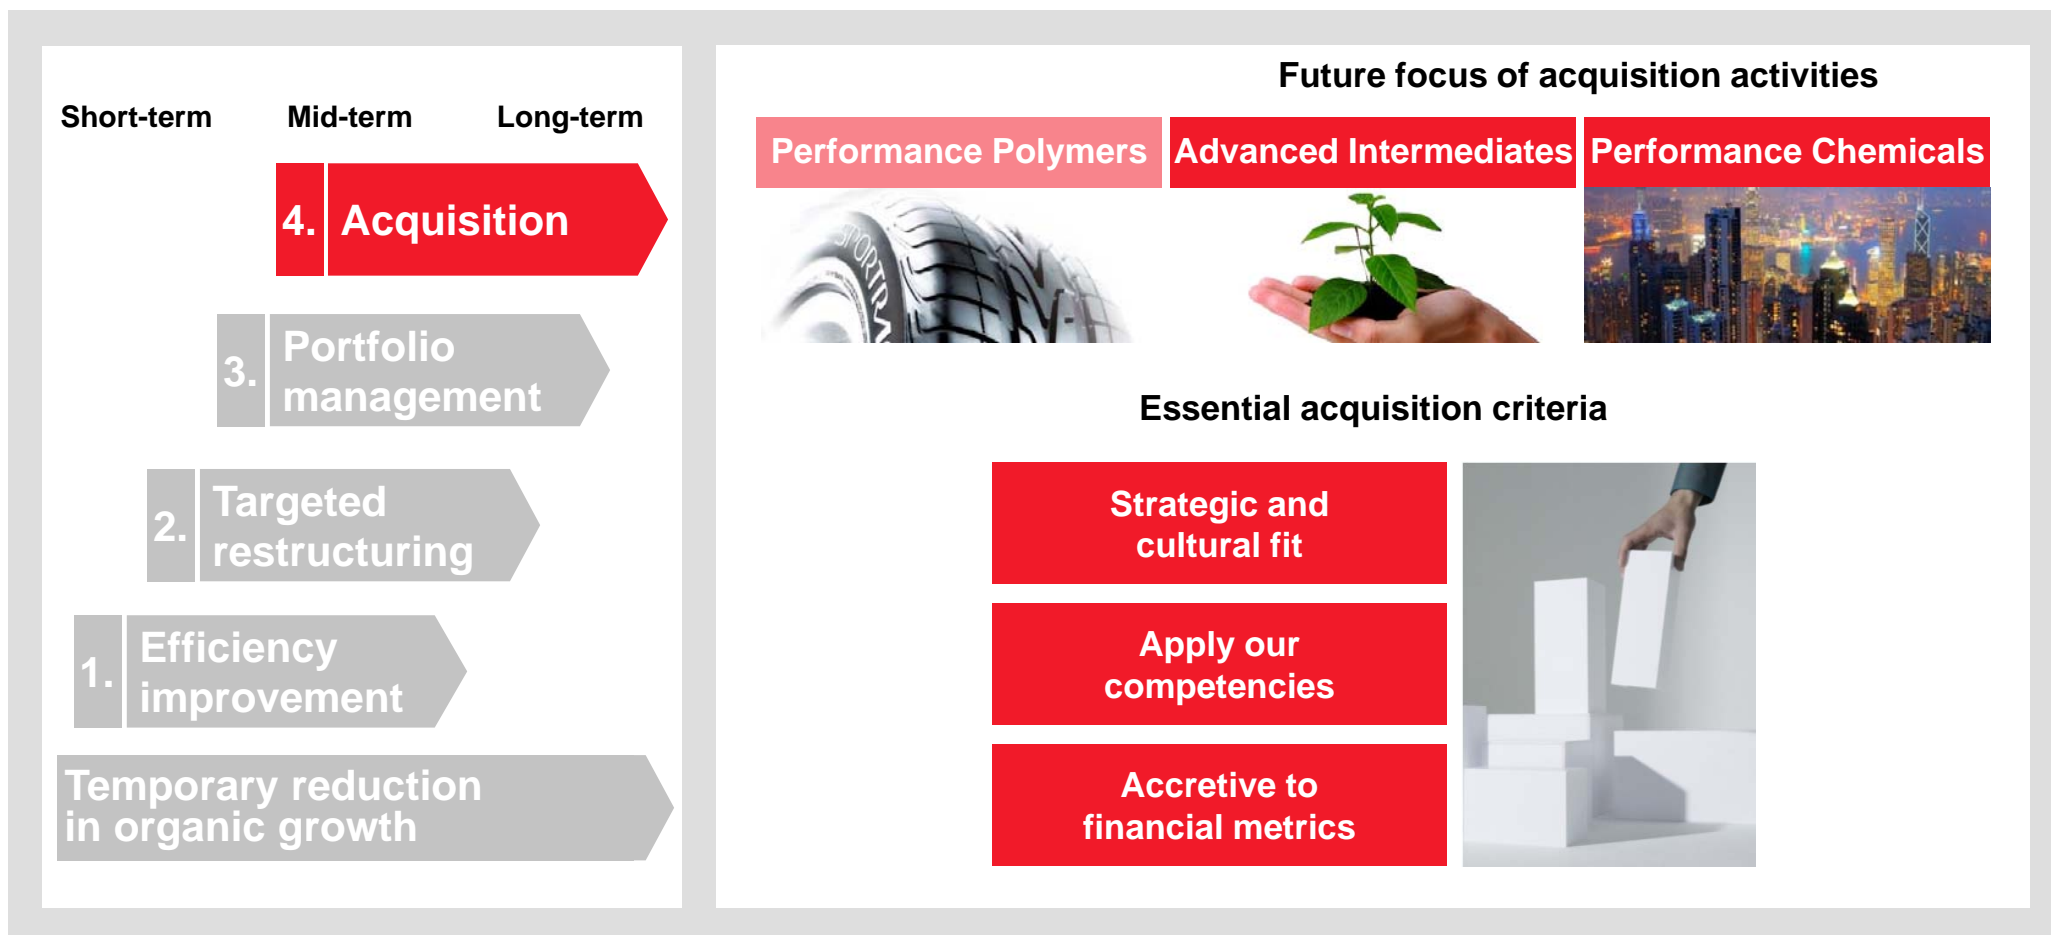 Short-term Mid-term Long-term
4. Acquisition
3. Portfolio
management
2. Targeted
restructuring
1. Efficiency
improvement
Temporary reduction
in organic growth
Future focus of acquisition activities
Performance Polymers Advanced Intermediates Performance Chemicals
SPORTRA
Essential acquisition criteria
Strategic and
cultural fit
Apply our
competencies
Accretive to
financial metrics